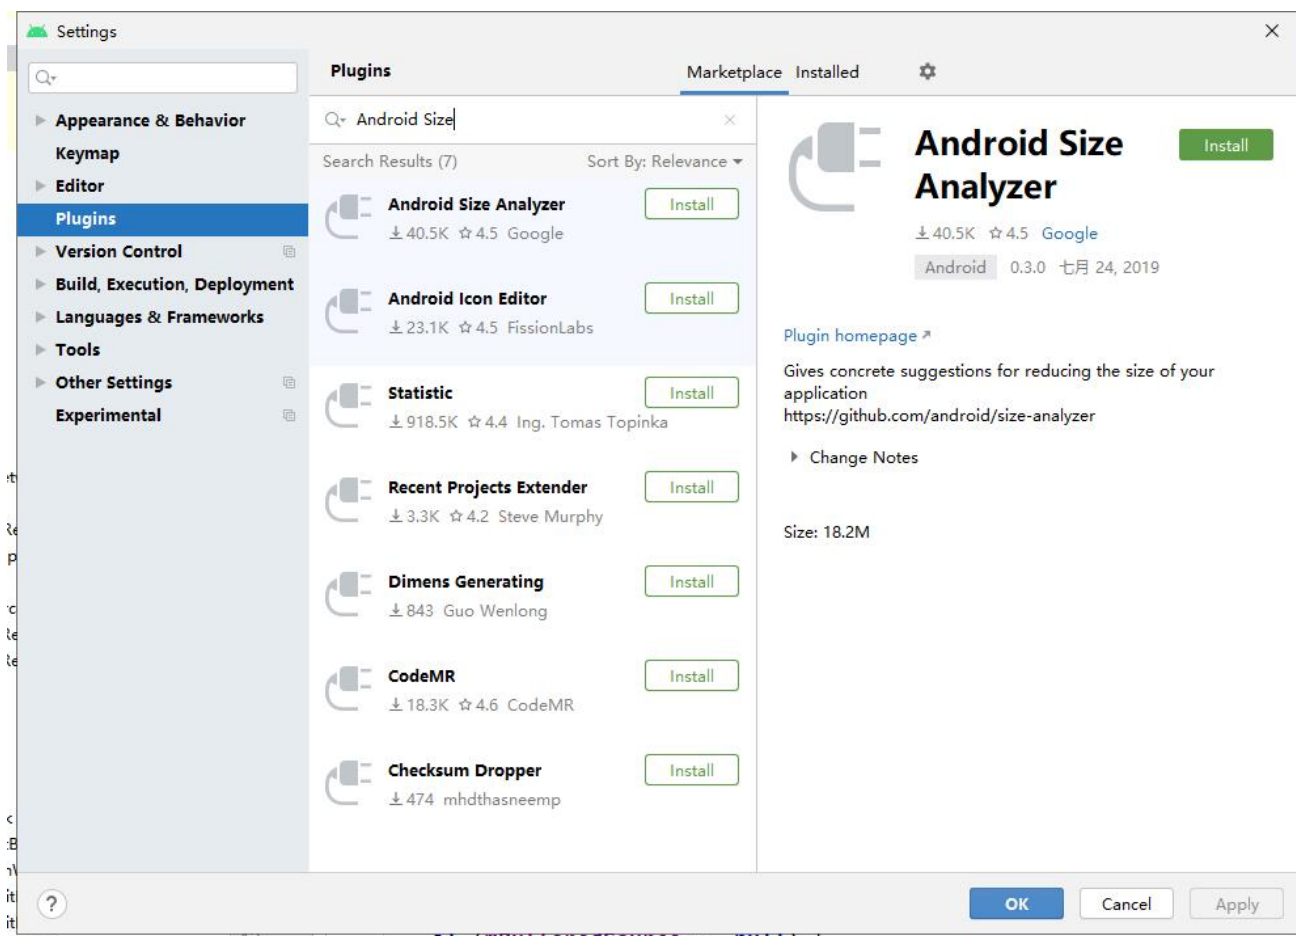 Settings
Plugins
Marketplace Installed
Appearance & Behavior
Keymap
Editor
Plugins
Version Control
Build, Execution, Deployment
Languages & Frameworks
Tools
Other Settings
Experimental
Android Size
Search Results (7) Sort By: Relevance
Android Size Analyzer Install
40.5K 4.5 Google
Android Icon Editor Install
23.1K 4.5 FissionLabs
Statistic Install
918.5K 4.4 Ing. Tomas Topinka
Recent Projects Extender Install
3.3K 4.2 Steve Murphy
Dimens Generating Install
843 Guo Wenlong
CodeMR Install
18.3K 4.6 CodeMR
Checksum Dropper Install
474 mhdthasneemp
Android Size
Analyzer
Install
40.5K 4.5 Google
Android 0.3.0 七月 24, 2019
Plugin homepage
Gives concrete suggestions for reducing the size of your
application
https://github.com/android/size-analyzer
Change Notes
Size: 18.2M
?
OK Cancel Apply